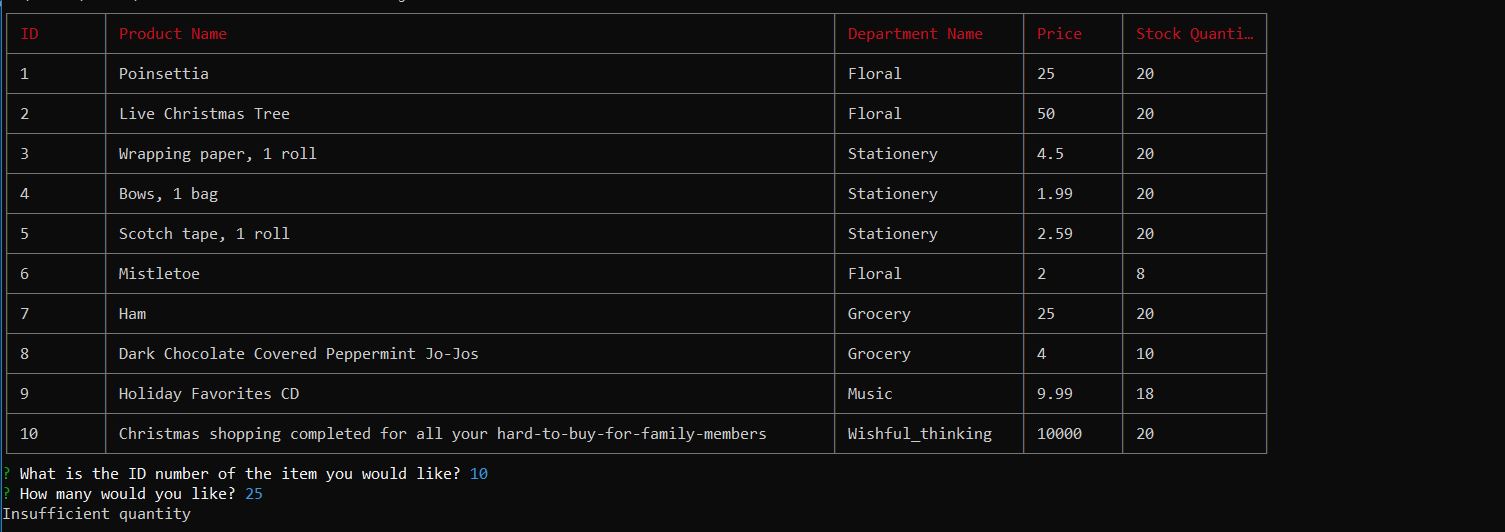 ID Product Name Department Name Price Stock Quanti…
1 Poinsettia Floral 25 20
2 Live Christmas Tree Floral 50 20
3 Wrapping paper, 1 roll Stationery 4.5 20
4 Bows, 1 bag Stationery 1.99 20
5 Scotch tape, 1 roll Stationery 2.59 20
6 Mistletoe Floral 2 8
7 Ham Grocery 25 20
8 Dark Chocolate Covered Peppermint Jo-Jos Grocery 4 10
9 Holiday Favorites CD Music 9.99 18
10 Christmas shopping completed for all your hard-to-buy-for-family-members Wishful_thinking 10000 20
? What is the ID number of the item you would like? 10
? How many would you like? 25
Insufficient quantity